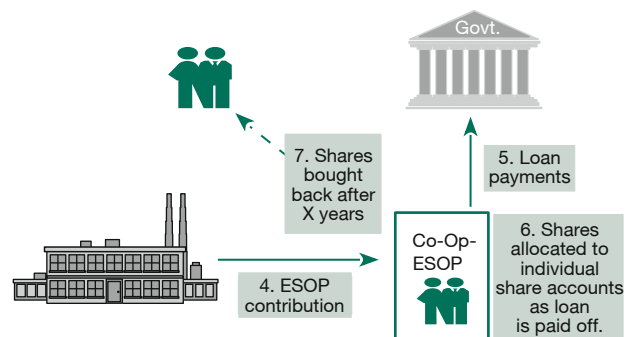 Govt.
7. Shares
bought
back after
X years
5. Loan
payments
Co-Op-
ESOP
6. Shares
allocated to
individual
share accounts
as loan
is paid off.
4. ESOP
contribution